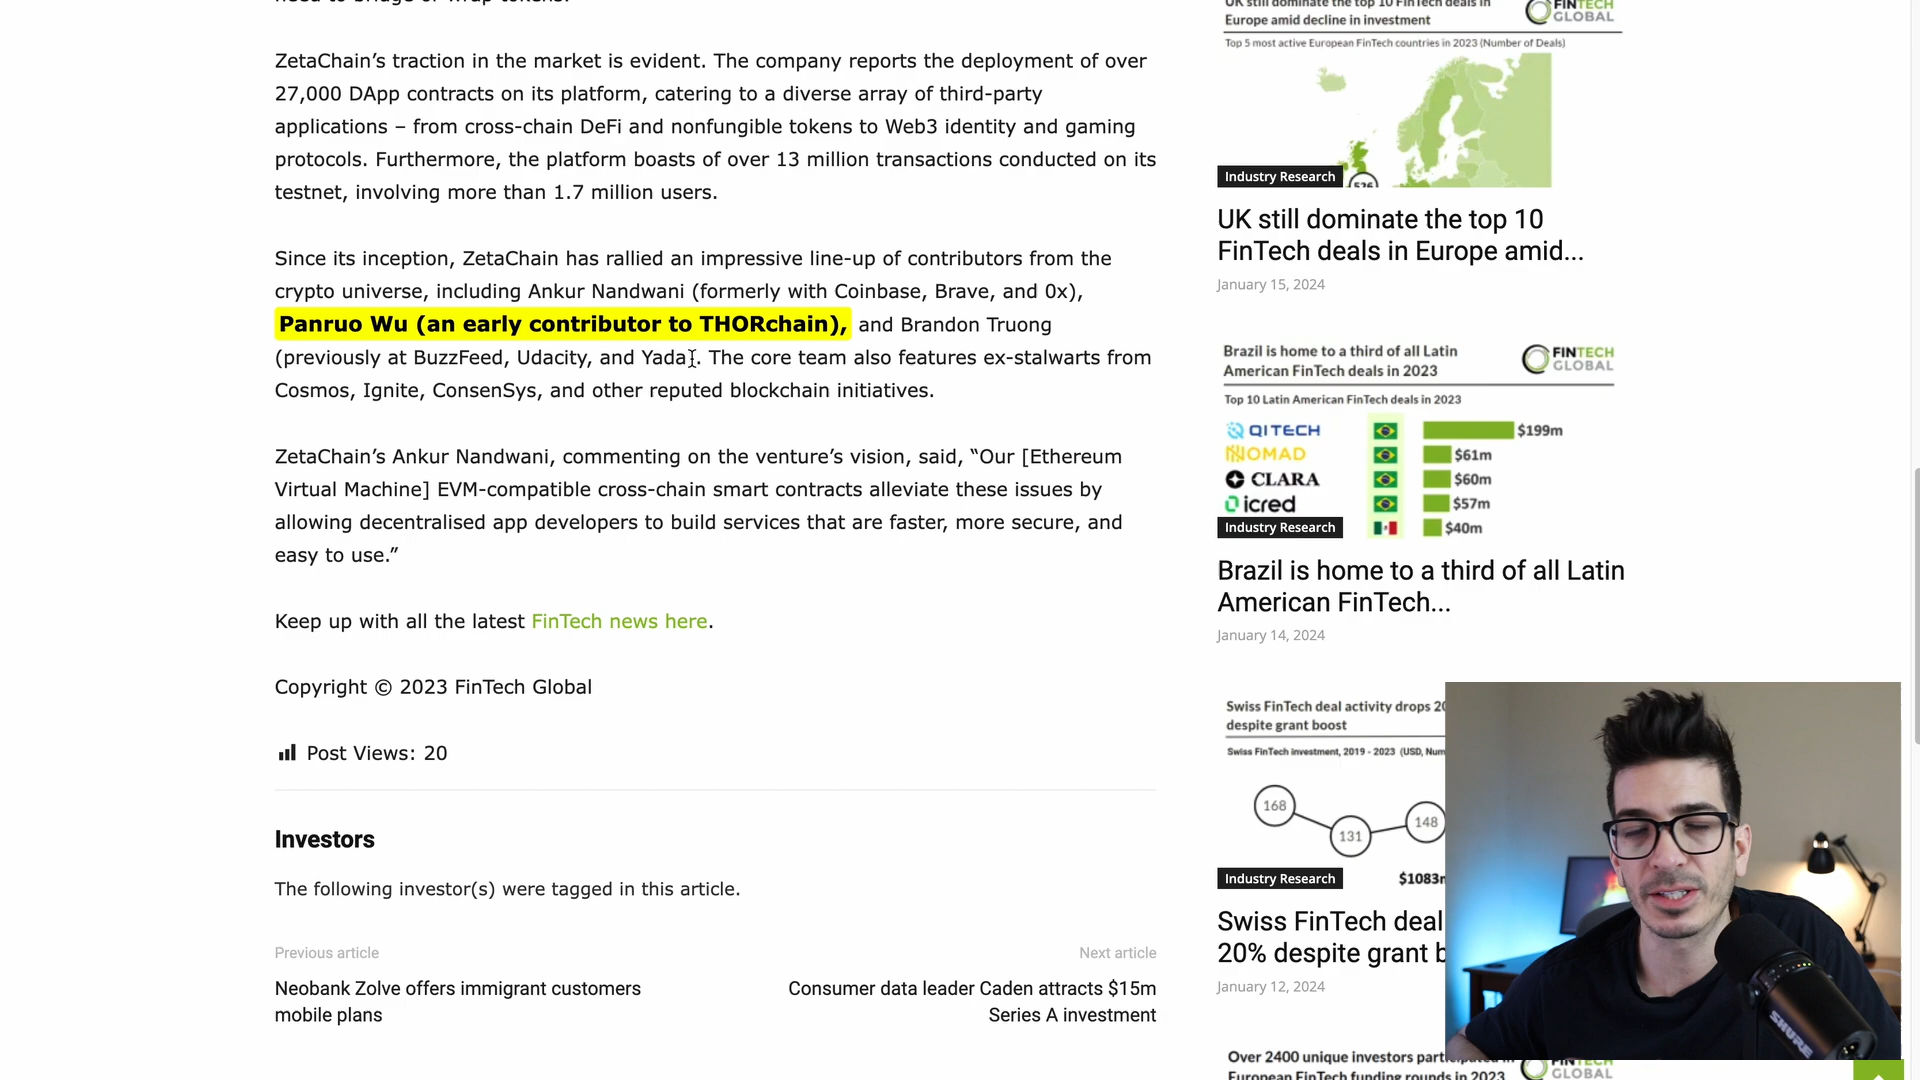 ZetaChain’s traction in the market is evident. The company reports the deployment of over
27,000 DApp contracts on its platform, catering to a diverse array of third-party
applications – from cross-chain DeFi and nonfungible tokens to Web3 identity and gaming
protocols. Furthermore, the platform boasts of over 13 million transactions conducted on its
testnet, involving more than 1.7 million users.
Since its inception, ZetaChain has rallied an impressive line-up of contributors from the
crypto universe, including Ankur Nandwani (formerly with Coinbase, Brave, and 0x),
Panruo Wu (an early contributor to THORchain), and Brandon Truong
(previously at BuzzFeed, Udacity, and Yada). The core team also features ex-stalwarts from
Cosmos, Ignite, ConsenSys, and other reputed blockchain initiatives.
ZetaChain’s Ankur Nandwani, commenting on the venture’s vision, said, “Our [Ethereum
Virtual Machine] EVM-compatible cross-chain smart contracts alleviate these issues by
allowing decentralised app developers to build services that are faster, more secure, and
easy to use.”
Keep up with all the latest FinTech news here.
Copyright © 2023 FinTech Global
Post Views: 20
Investors
The following investor(s) were tagged in this article.
Previous article
Neobank Zolve offers immigrant customers
mobile plans
Next article
Consumer data leader Caden attracts $15m
Series A investment
UK still dominate the top 10 FinTech deals in
Europe amid decline in investment
FINTECH
GLOBAL
Top 5 most active European FinTech countries in 2023 (Number of Deals)
Industry Research
UK still dominate the top 10
FinTech deals in Europe amid...
January 15, 2024
Brazil is home to a third of all Latin
American FinTech deals in 2023
FINTECH
GLOBAL
Top 10 Latin American FinTech deals in 2023
QITECH $199m
NOMAD $61m
CLARA $60m
icred $57m
$40m
Industry Research
Brazil is home to a third of all Latin
American FinTech...
January 14, 2024
Swiss FinTech deal activity drops
despite grant boost
Swiss FinTech investment, 2019 - 2023 (USD,
168
131
148
Industry Research
Swiss FinTech deal
20% despite grant
January 12, 2024
Over 2400 unique investors participated in
European FinTech funding rounds in 2023
FINTECH
GLOBAL
SHURE